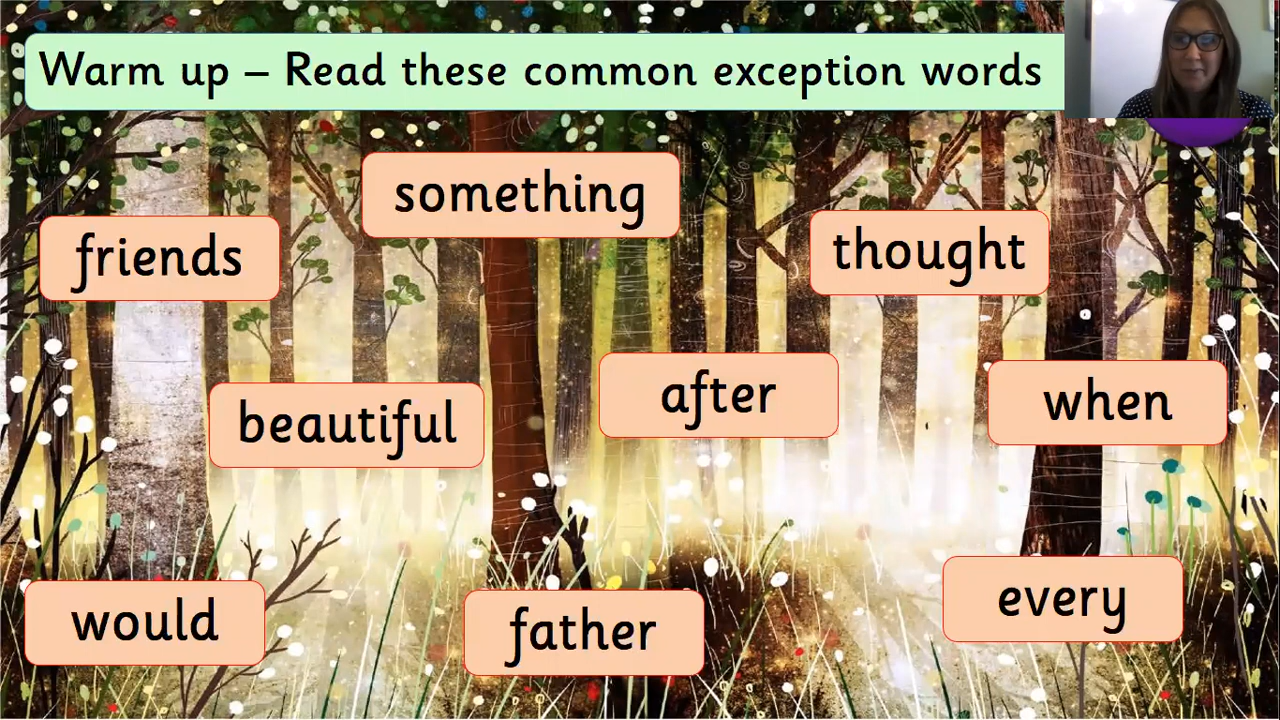 Warm up – Read these common exception words
something
friends
thought
after
when
beautiful
would
father
every